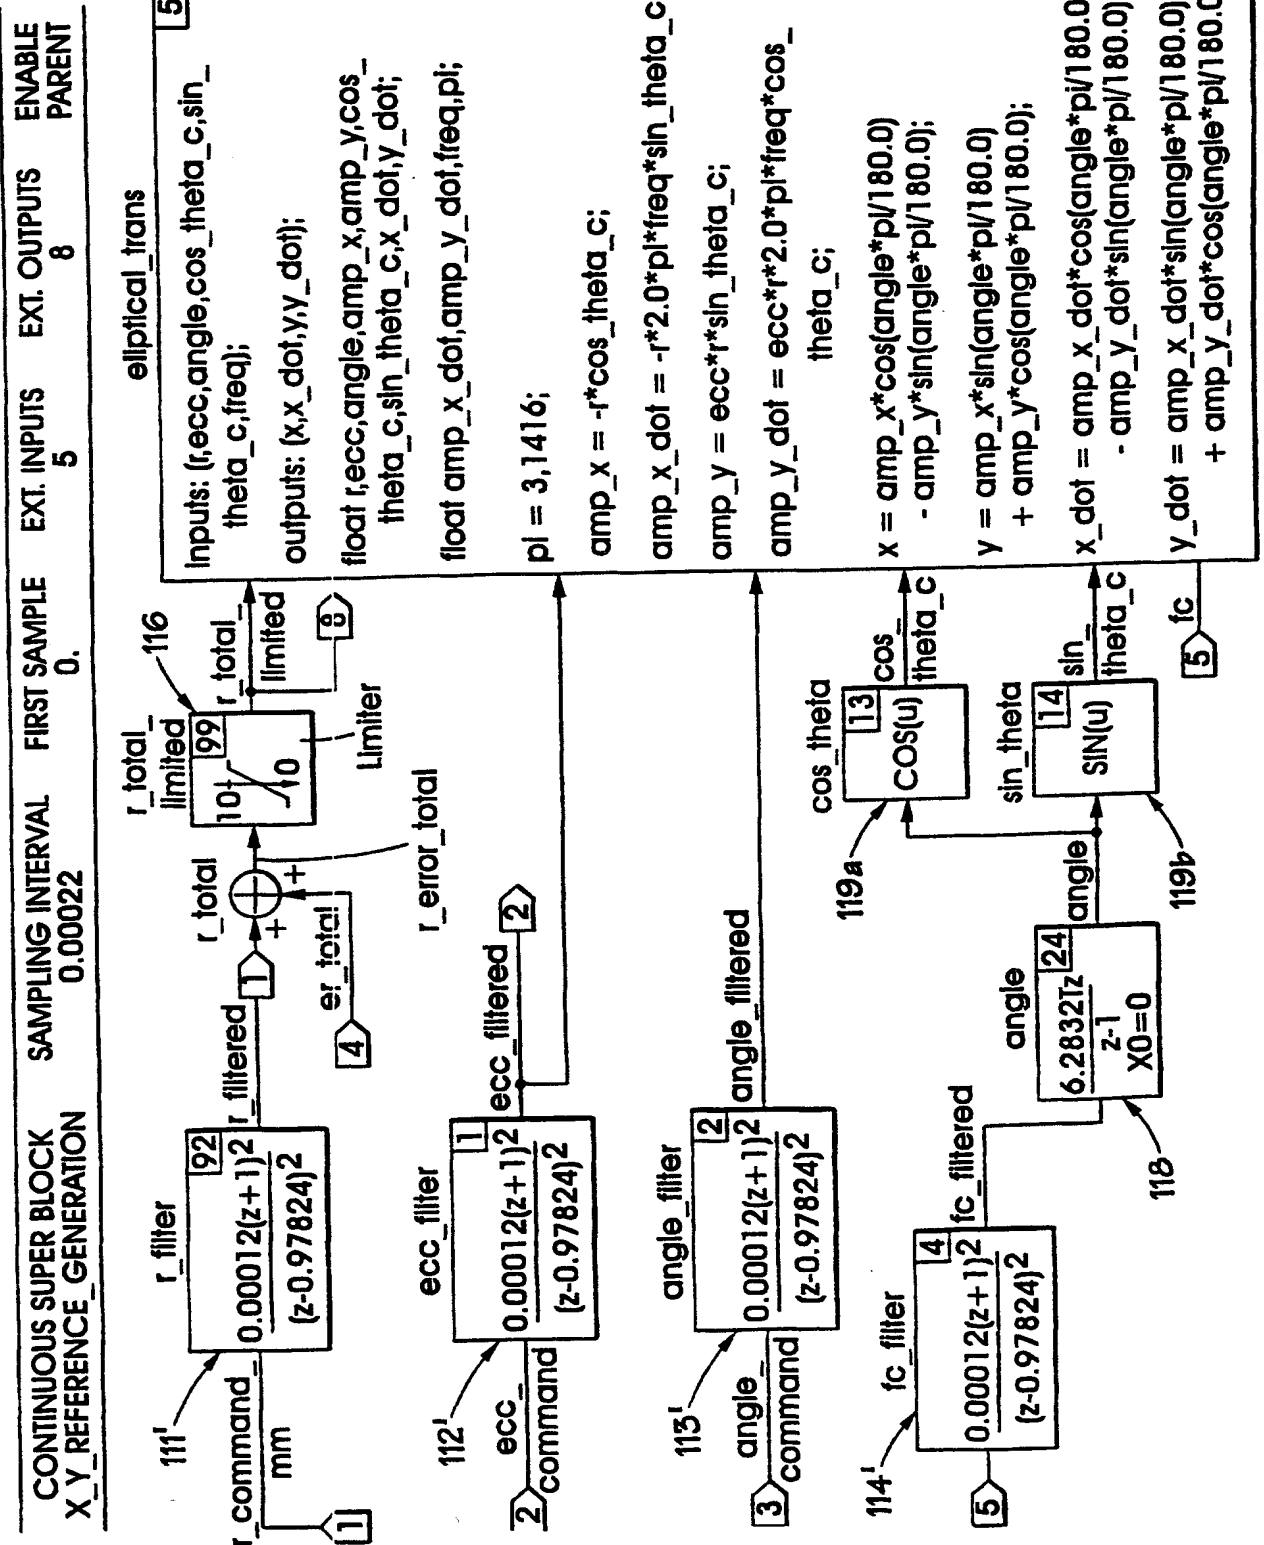 CONTINUOUS SUPER BLOCK
X_Y_REFERENCE_GENERATION
SAMPLING INTERVAL
0.00022
FIRST SAMPLE
0.
EXT. INPUTS
5
EXT. OUTPUTS
8
ENABLE
PARENT
r_command_
mm
1
111'
r_filter
92
0.00012(z+1)2
(z-0.97824)2
r_filtered
1
r_total
+
+
er_total
4
r_error_total
r_total_
limited
99
10
0
Limiter
116
r_total_
limited
8
2
ecc_
command
112'
ecc_filter
1
0.00012(z+1)2
(z-0.97824)2
ecc_filtered
2
3
angle_
command
113'
angle_filter
2
0.00012(z+1)2
(z-0.97824)2
angle_filtered
5
114'
fc_filter
4
0.00012(z+1)2
(z-0.97824)2
fc_filtered
118
angle
24
6.2832Tz
z-1
X0=0
angle
119a
cos_theta
13
COS(u)
cos_
theta_c
119b
sin_theta
14
SIN(u)
sin_
theta_c
5
fc
elliptical_trans
5
inputs: (r,ecc,angle,cos_theta_c,sin_
theta_c,freq);
outputs: (x,x_dot,y,y_dot);
float r,ecc,angle,amp_x,amp_y,cos_
theta_c,sin_theta_c,x_dot,y_dot;
float amp_x_dot,amp_y_dot,freq,pi;
pi = 3,1416;
amp_x = -r*cos_theta_c;
amp_x_dot = -r*2.0*pi*freq*sin_theta_c
amp_y = ecc*r*sin_theta_c;
amp_y_dot = ecc*r*2.0*pi*freq*cos_
theta_c;
x = amp_x*cos(angle*pi/180.0)
- amp_y*sin(angle*pi/180.0);
y = amp_x*sin(angle*pi/180.0)
+ amp_y*cos(angle*pi/180.0);
x_dot = amp_x_dot*cos(angle*pi/180.0
- amp_y_dot*sin(angle*pi/180.0)
y_dot = amp_x_dot*sin(angle*pi/180.0)
+ amp_y_dot*cos(angle*pi/180.0